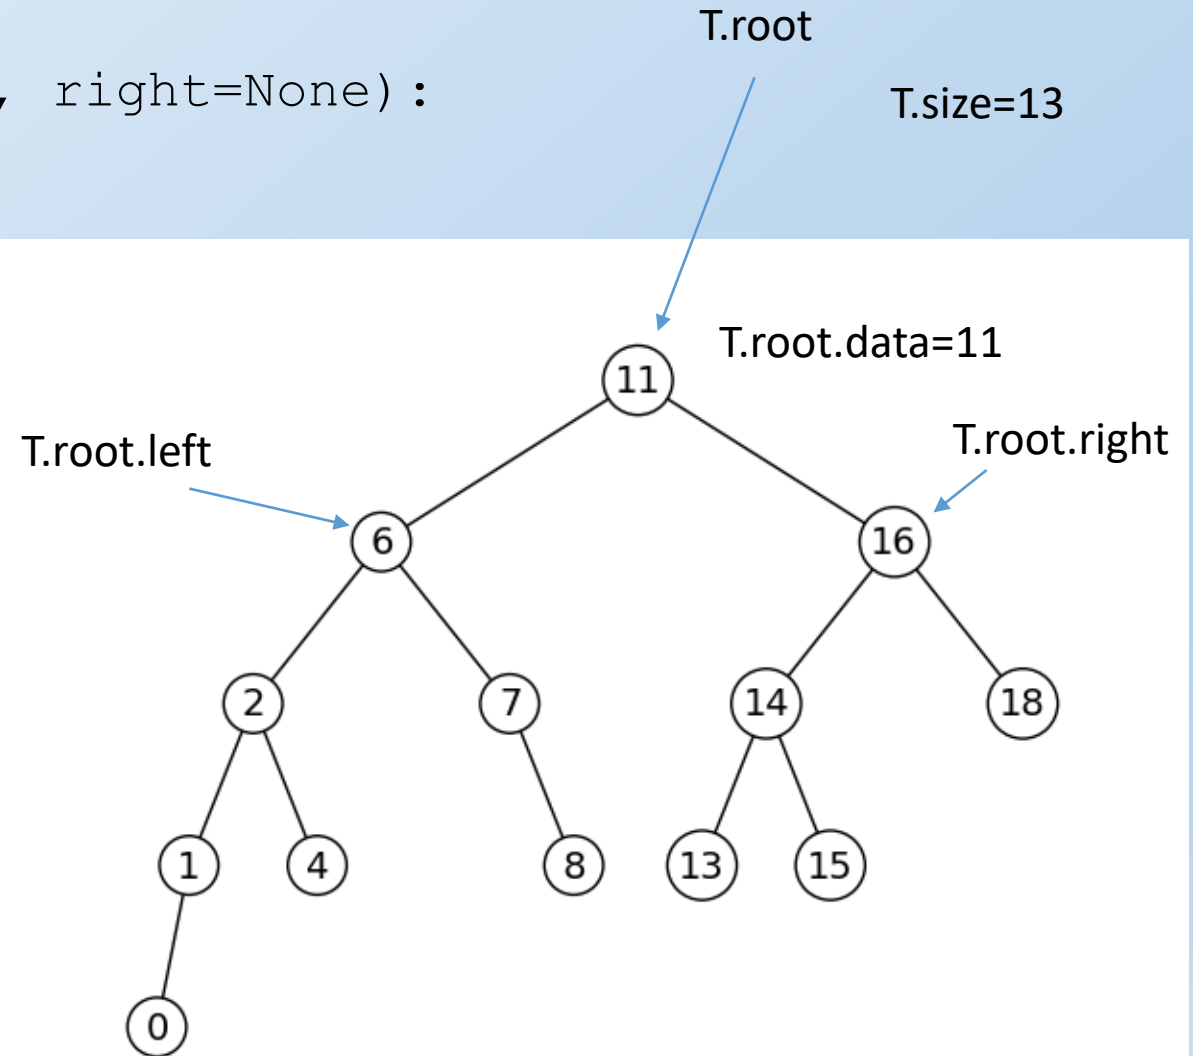 T.root
, right=None):
T.size=13
T.root.data=11
11
T.root.left
T.root.right
6
16
2
7
14
18
1
4
8
13
15
0